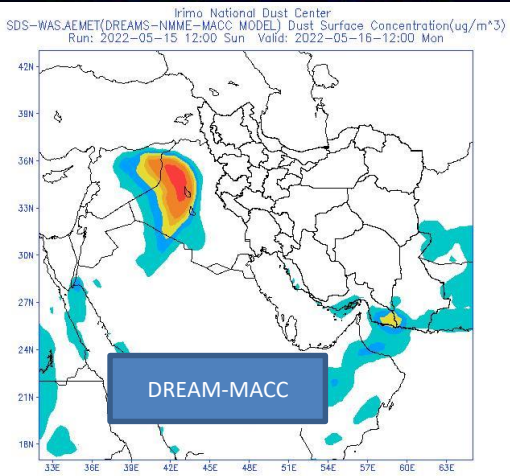 Irimo National Dust Center
SDS-WAS.AEMET(DREAMS-NMME-MACC MODEL) Dust Surface Concentration(ug/m^3)
Run: 2022-05-15 12:00 Sun Valid: 2022-05-16-12:00 Mon
42N
39N
36N
33N
30N
27N
24N
21N
18N
DREAM-MACC
33E 36E 39E 42E 45E 48E 51E 54E 57E 60E 63E